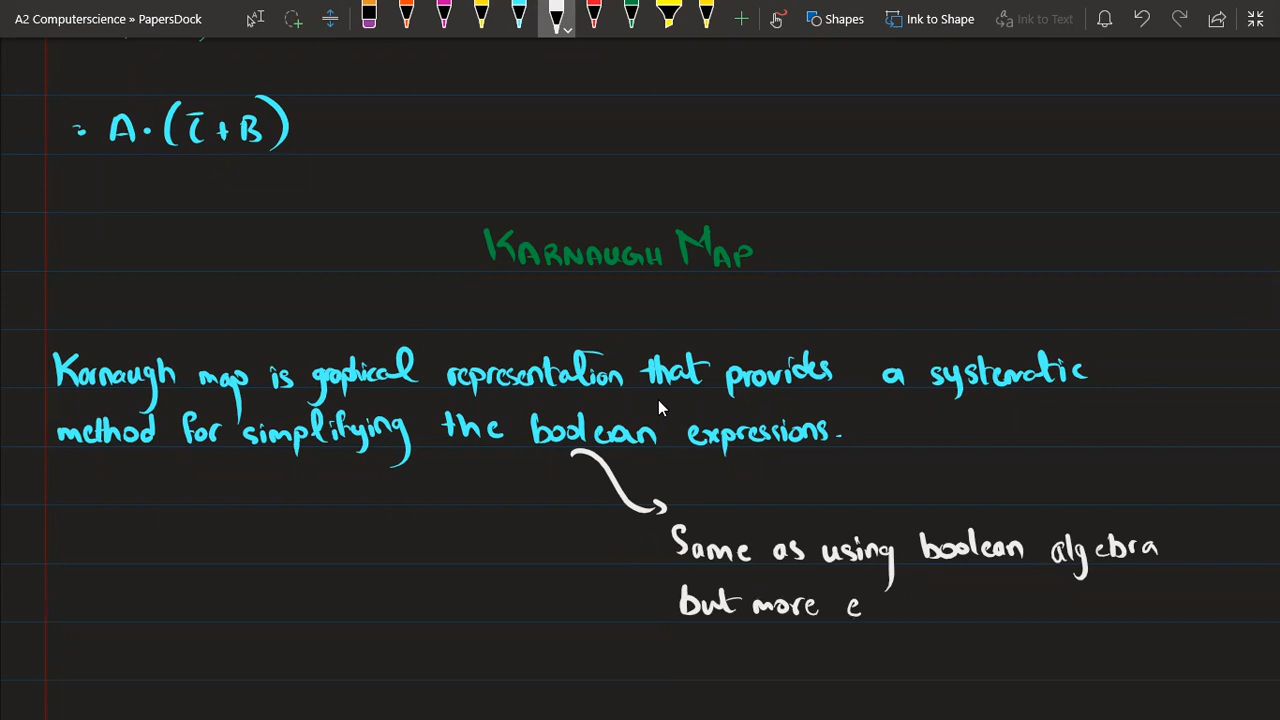 A2 Computerscience » PapersDock
Shapes
Ink to Shape
Ink to Text
= A·(C̅+B)
KARNAUGH MAP
Karnaugh map is gophical representation that provides a systematic
method for simplifying the boolean expressions.
Same as using boolean algebra
but more e